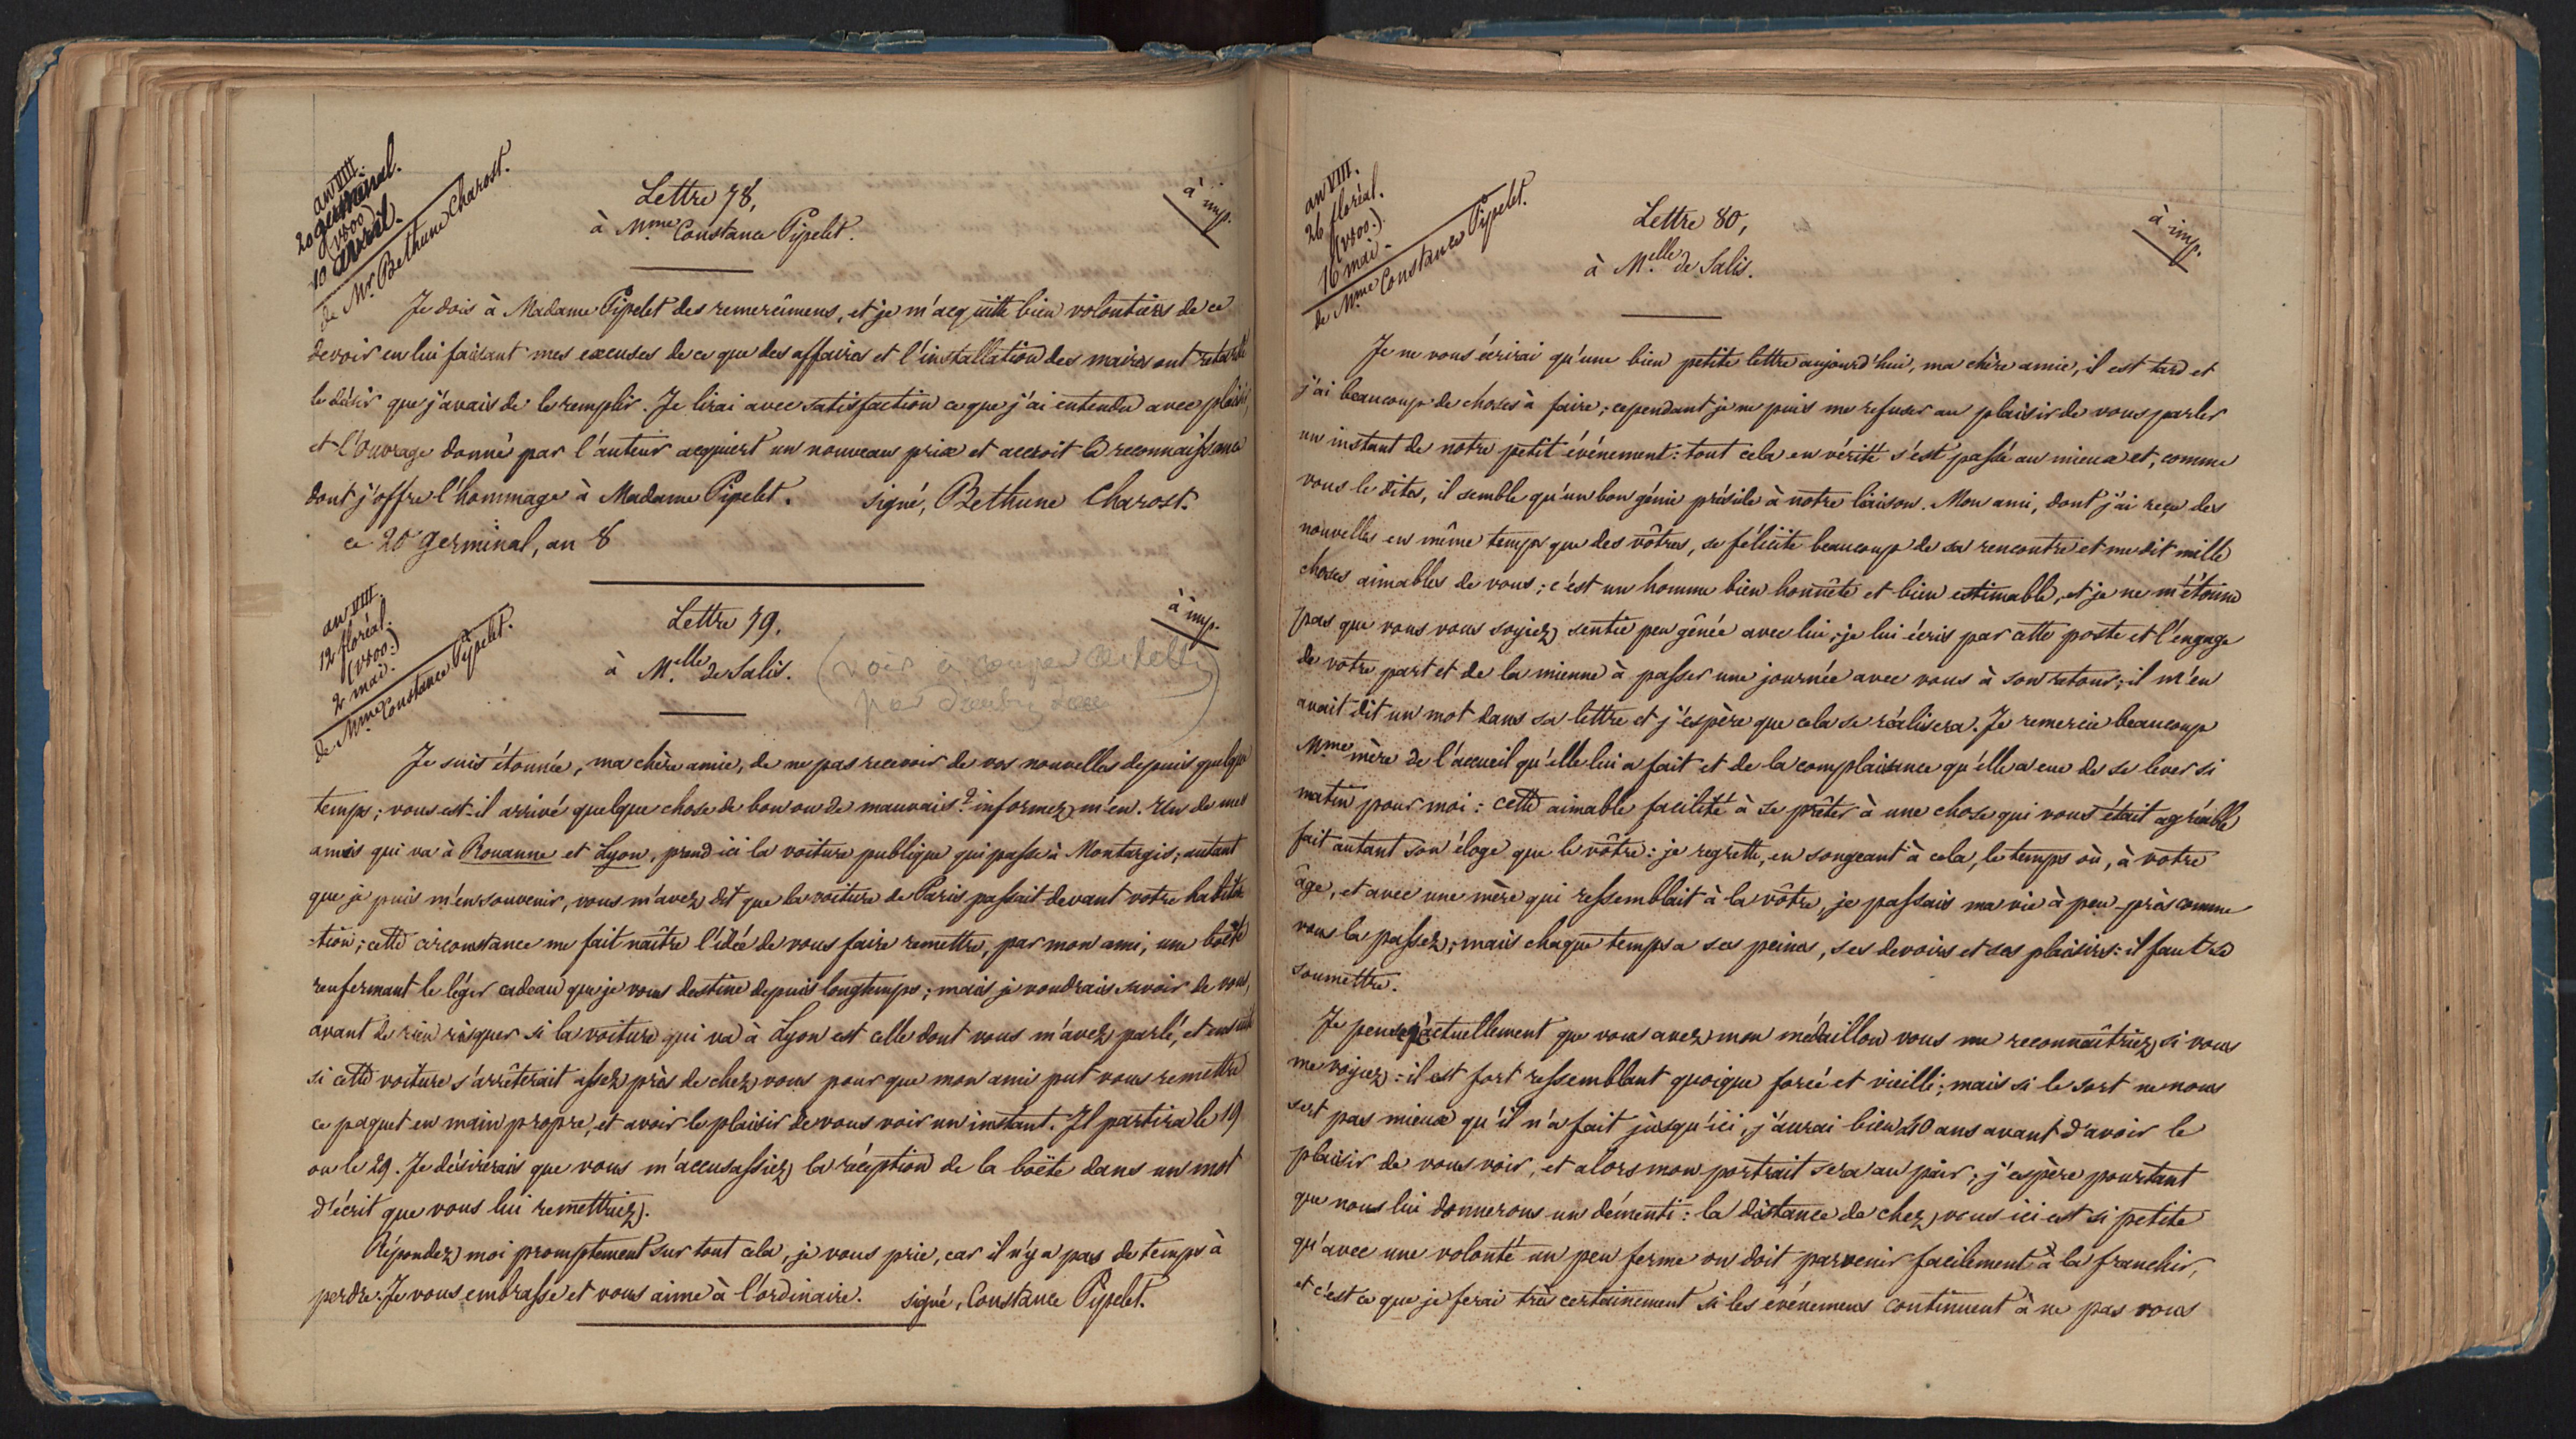 an VIII.
20 germinal.
(1800)
10 avril.
de Mr Bethune Charost.
à imp.
Lettre 78,
à Mme Constance Pipelet.
Je dois à Madame Pipelet des remercîmens, et je m'acquitte bien volontiers de ce
devoir en lui faisant mes excuses de ce que des affaires et l'installation des maires ont retardé
le désir que j'avais de le remplir. Je lirai avec satisfaction ce que j'ai entendu avec plaisir,
et l'ouvrage donné par l'auteur acquiert un nouveau prix et accroit la reconnaissance
dont j'offre l'hommage à Madame Pipelet. signé, Bethune Charost.
ce 20 germinal, an 8
an VIII.
12 floréal.
(1800.)
2 mai.
de Mme Constance Pipelet.
à imp.
Lettre 79.
à Melle de Salis.
(voir à
par
Je suis étonnée, ma chère amie, de ne pas recevoir de vos nouvelles depuis quelque
temps; vous est-il arrivé quelque chose de bon ou de mauvais? informez m'en. Un de mes
amis qui va à Rouanne et Lyon, prend ici la voiture publique qui passe à Montargis; autant
que je puis m'en souvenir, vous m'avez dit que la voiture de Paris passait devant votre habita
-tion; cette circonstance me fait naître l'idée de vous faire remettre, par mon ami, une boëte
renfermant le léger cadeau que je vous destine depuis longtemps; mais je voudrais savoir de vous,
avant de rien risquer si la voiture qui va à Lyon est celle dont vous m'avez parlé, et ensuite
si cette voiture s'arrêterait assez près de chez vous pour que mon ami put vous remettre
ce paquet en main propre, et avoir le plaisir de vous voir un instant. Il partira le 19
ou le 29. Je désirerais que vous m'accusassiez la réception de la boëte dans un mot
d'écrit que vous lui remettriez.
Répondez moi promptement sur tout cela, je vous prie, car il n'y a pas de temps à
perdre. Je vous embrasse et vous aime à l'ordinaire. signé, Constance Pipelet.
an VIII.
26 floréal.
(1800.)
16 mai.
de Mme Constance Pipelet.
à imp.
Lettre 80,
à Melle de Salis.
Je ne vous écrirai qu'une bien petite lettre aujourd'hui, ma chère amie, il est tard et
j'ai beaucoup de choses à faire; cependant je ne puis me refuser au plaisir de vous parler
un instant de notre petit événement: tout cela en vérité s'est passé au mieux et, comme
vous le dites, il semble qu'un bon génie préside à notre liaison. Mon ami, dont j'ai reçu des
nouvelles en même temps que des vôtres, se félicite beaucoup de sa rencontre et me dit mille
choses aimables de vous; c'est un homme bien honnête et bien estimable, et je ne m'étonne
pas que vous vous soyiez sentie peu gênée avec lui; je lui écris par cette poste et l'engage
de votre part et de la mienne à passer une journée avec vous à son retour; il m'en
avait dit un mot dans sa lettre et j'espère que cela se réalisera. Je remercie beaucoup
Mme mère de l'accueil qu'elle lui a fait et de la complaisance qu'elle a eue de se lever si
matin pour moi: cette aimable facilité à se prêter à une chose qui vous était agréable
fait autant son éloge que le vôtre: je regrette, en songeant à cela, le temps où, à votre
âge, et avec une mère qui ressemblait à la vôtre, je passais ma vie à peu-près comme
vous la passez; mais chaque temps a ses peines, ses devoirs et ses plaisirs: il faut se
soumettre.
Je pense qu'actuellement que vous avez mon médaillon vous me reconnaîtriez si vous
me voyiez: il est fort ressemblant quoique forcé et vieilli; mais si le sort ne nous
sert pas mieux qu'il n'a fait jusqu'ici, j'aurai bien 40 ans avant d'avoir le
plaisir de vous voir, et alors mon portrait sera au pair; j'espère pourtant
que nous lui donnerons un démenti: la distance de chez vous ici est si petite
qu'avec une volonté un peu ferme on doit parvenir facilement à la franchir,
et c'est ce que je ferai très certainement si les événemens continuent à ne pas vous